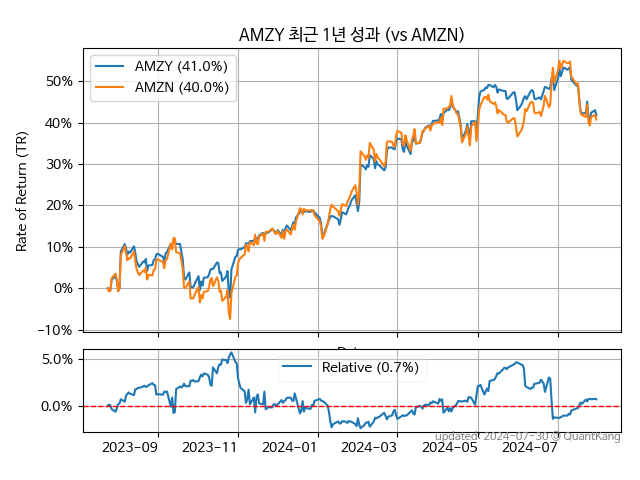 AMZY 최근 1년 성과 (vs AMZN)
AMZY (41.0%)
AMZN (40.0%)
Rate of Return (TR)
50%
40%
30%
20%
10%
0%
−10%
Relative (0.7%)
5.0%
0.0%
2023-09 2023-11 2024-01 2024-03 2024-05 2024-07
updated: 2024-07-30 © QuantKang